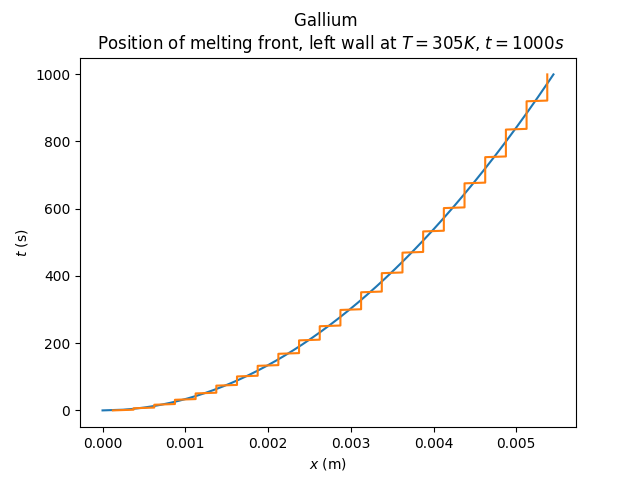 Gallium
Position of melting front, left wall at T = 305K, t = 1000s
1000
800
600
400
200
0
t (s)
0.000 0.001 0.002 0.003 0.004 0.005
x (m)